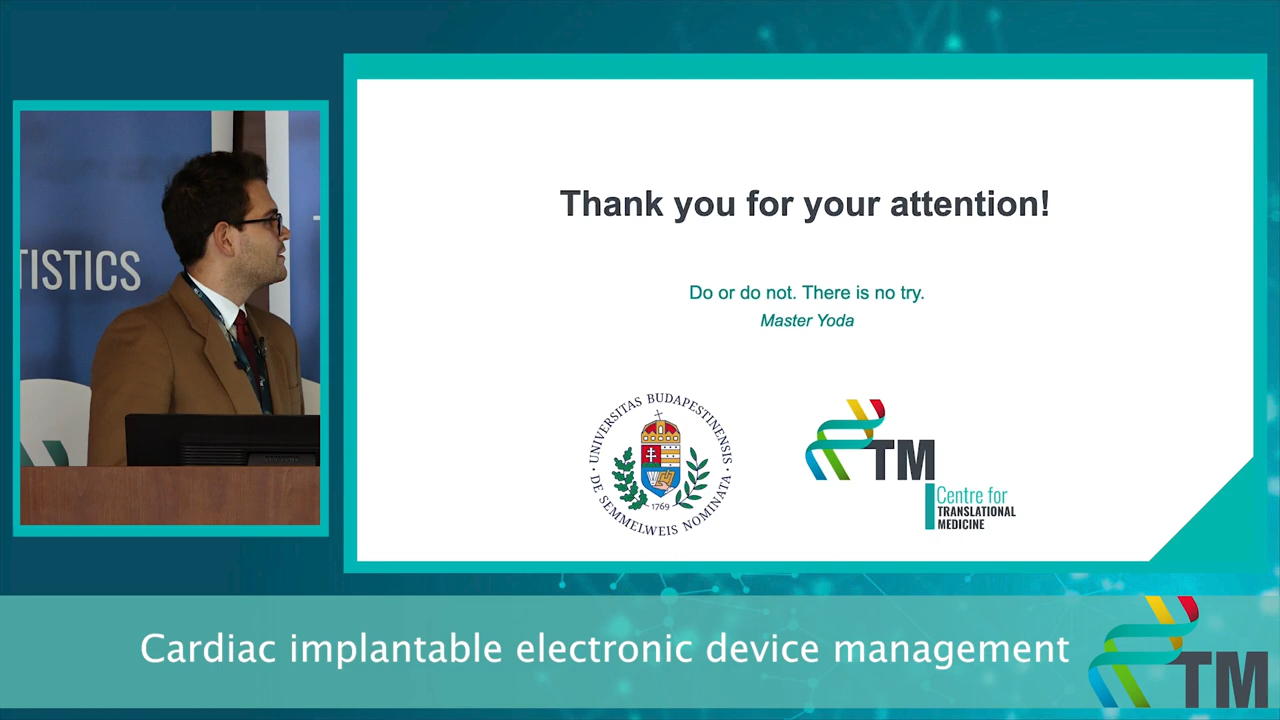 TISTICS
Thank you for your attention!
Do or do not. There is no try.
Master Yoda
· UNIVERSITAS BUDAPESTINENSIS ·
DE SEMMELWEIS NOMINATA
1769
TM
Centre for
TRANSLATIONAL
MEDICINE
Cardiac implantable electronic device management
TM